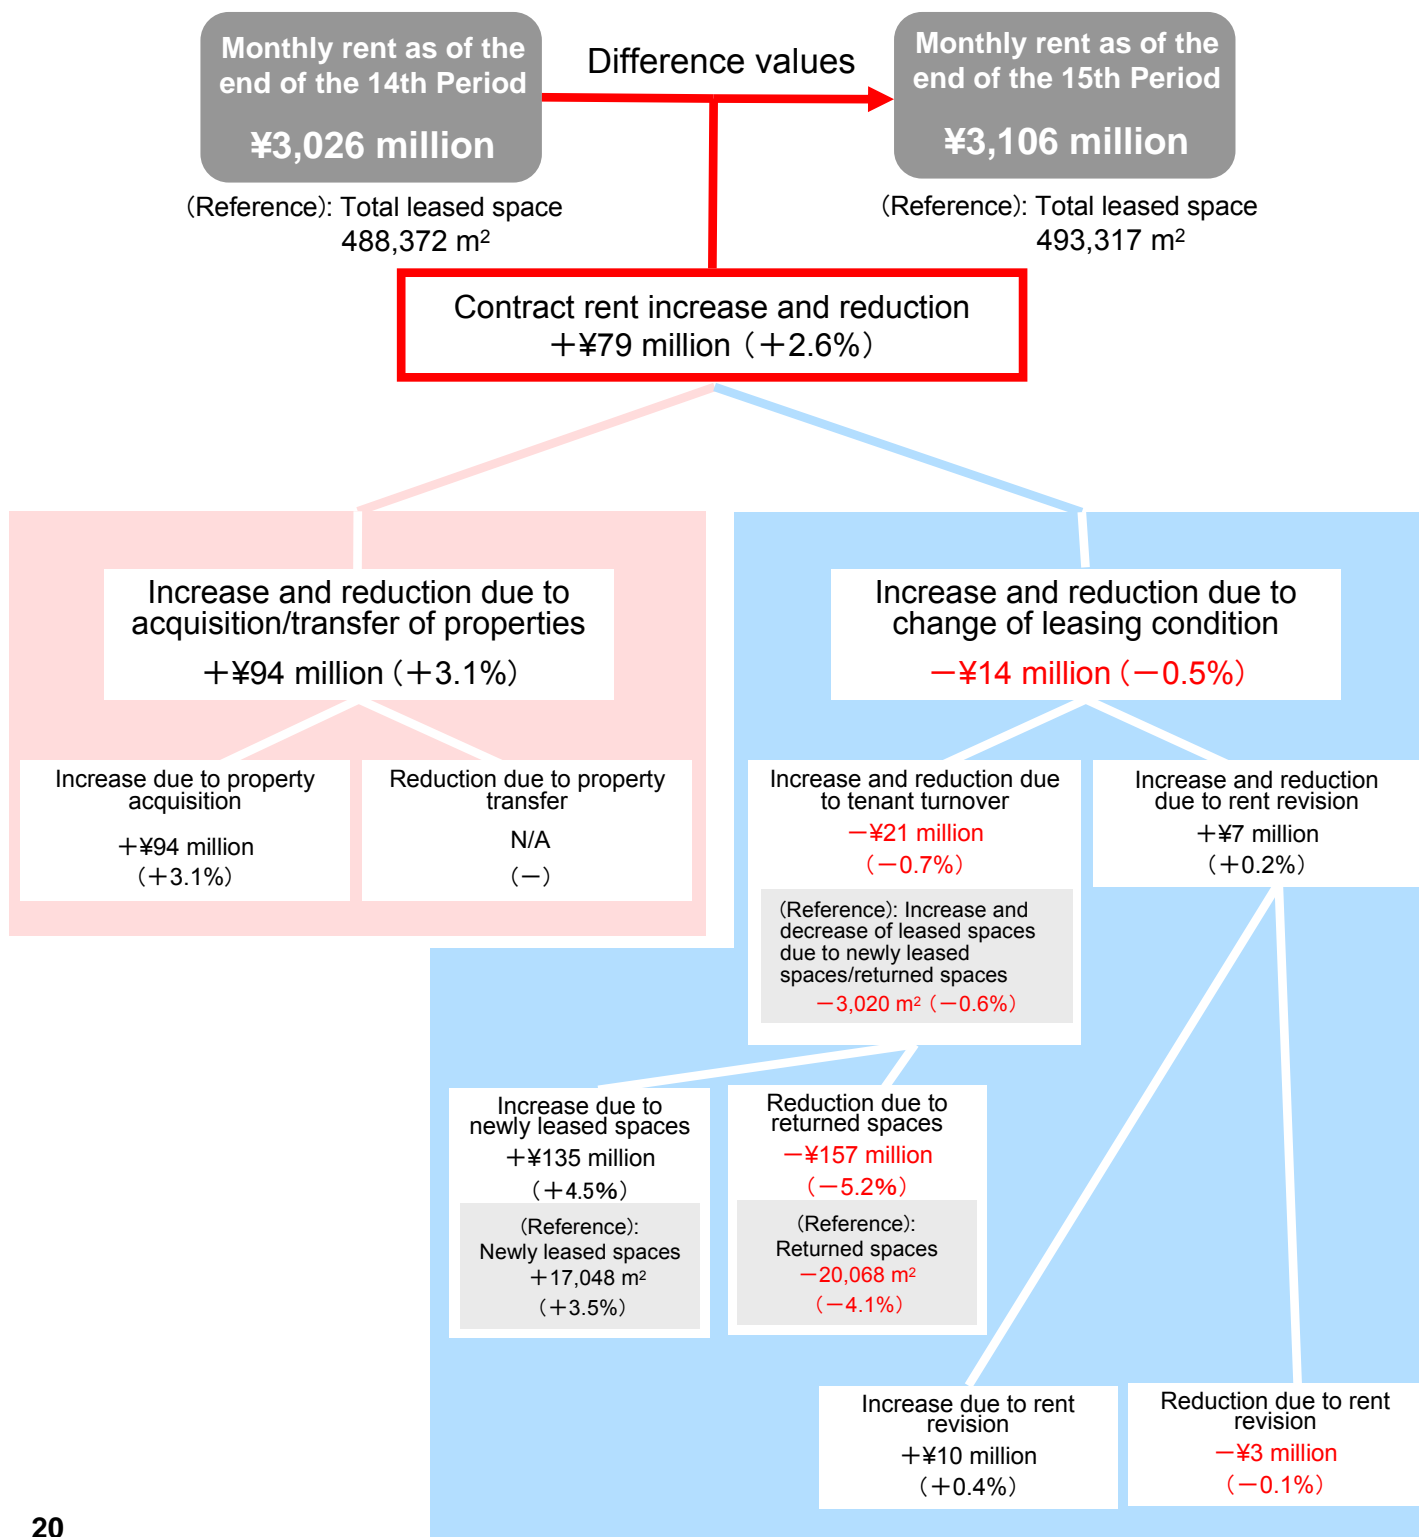 Monthly rent as of the
end of the 14th Period
¥3,026 million
Difference values
Monthly rent as of the
end of the 15th Period
¥3,106 million
（Reference）: Total leased space
488,372 m²
（Reference）: Total leased space
493,317 m²
Contract rent increase and reduction
＋¥79 million（＋2.6%）
Increase and reduction due to
acquisition/transfer of properties
＋¥94 million（＋3.1%）
Increase and reduction due to
change of leasing condition
－¥14 million（－0.5%）
Increase due to property
acquisition
＋¥94 million
（＋3.1%）
Reduction due to property
transfer
N/A
（－）
Increase and reduction due
to tenant turnover
－¥21 million
（－0.7%）
（Reference）: Increase and
decrease of leased spaces
due to newly leased
spaces/returned spaces
－3,020 m²（－0.6%）
Increase and reduction
due to rent revision
＋¥7 million
（＋0.2%）
Increase due to
newly leased spaces
＋¥135 million
（＋4.5%）
（Reference）:
Newly leased spaces
＋17,048 m²
（＋3.5%）
Reduction due to
returned spaces
－¥157 million
（－5.2%）
（Reference）:
Returned spaces
－20,068 m²
（－4.1%）
Increase due to rent
revision
＋¥10 million
（＋0.4%）
Reduction due to rent
revision
－¥3 million
（－0.1%）
20